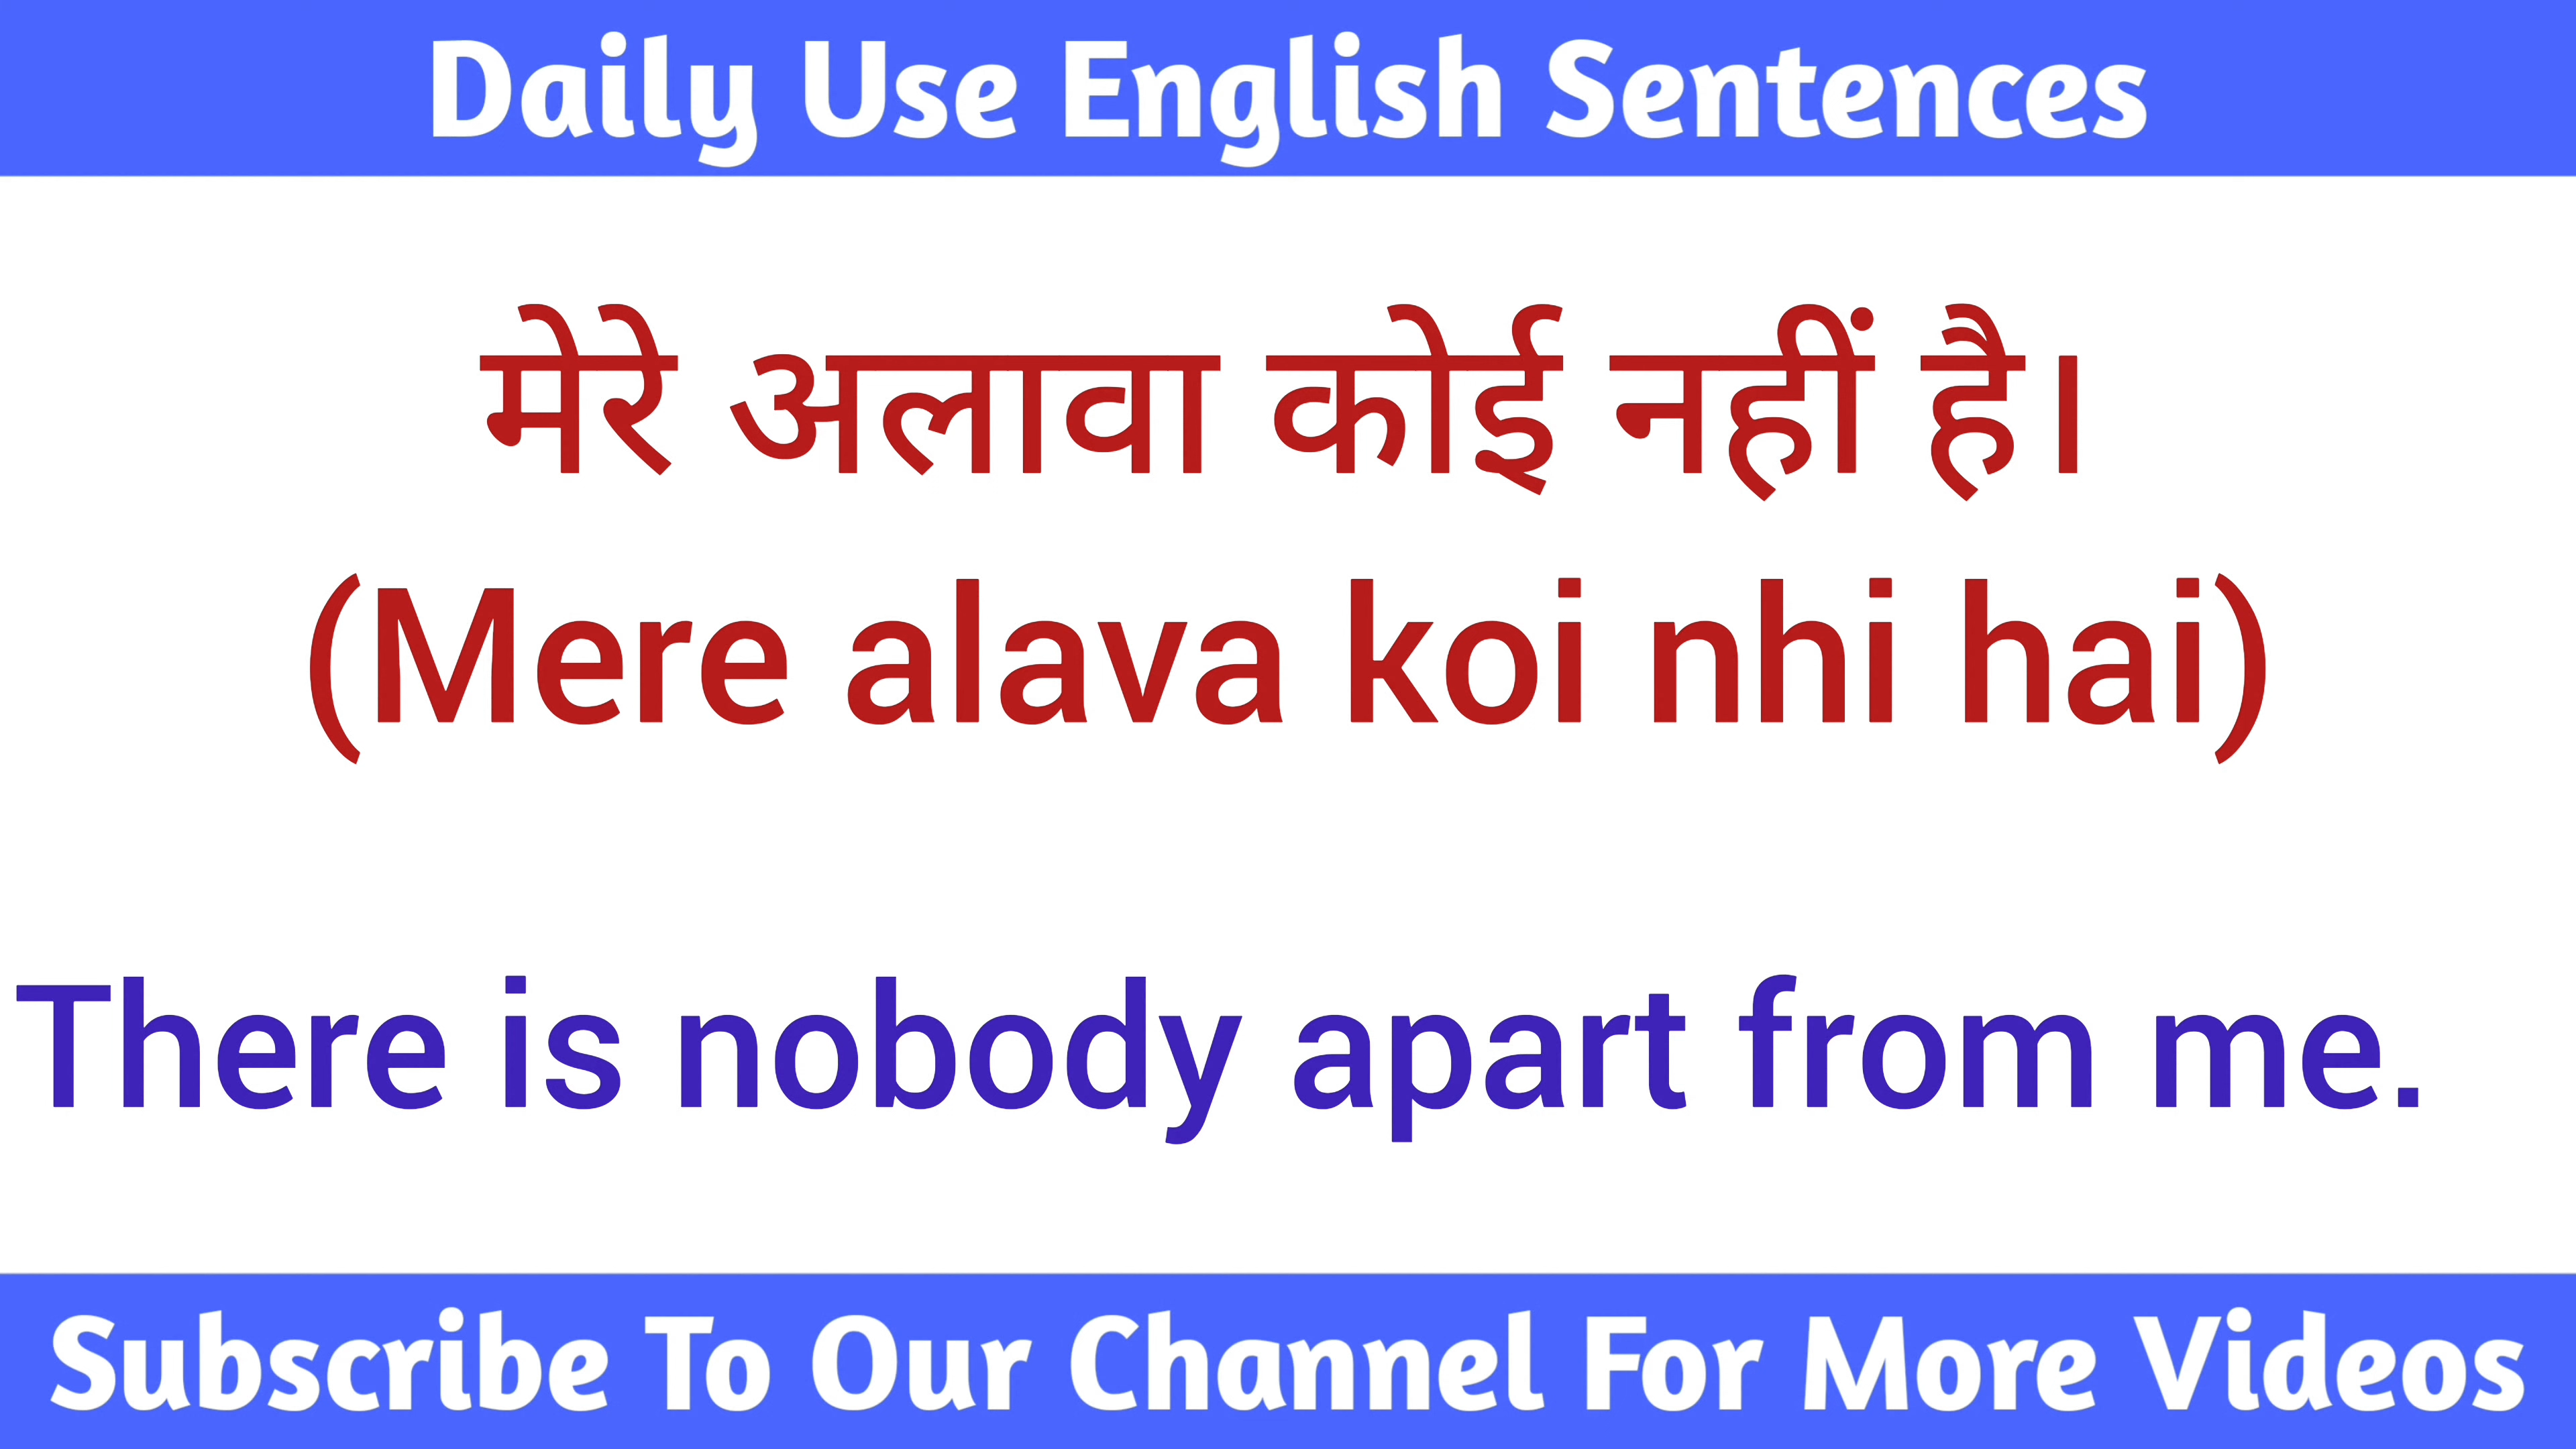 Daily Use English Sentences
मेरे अलावा कोई नहीं है।
(Mere alava koi nhi hai)
There is nobody apart from me.
Subscribe To Our Channel For More Videos